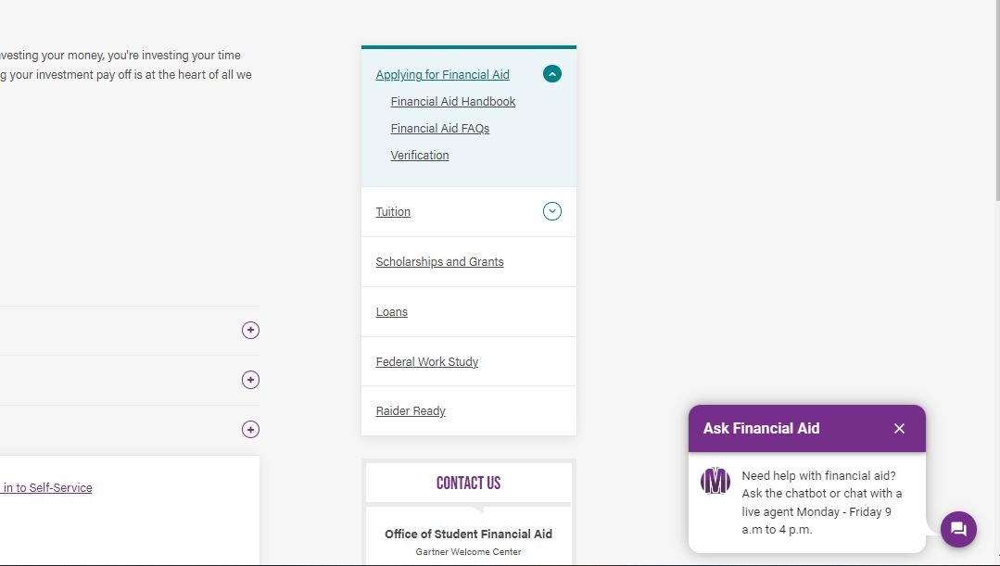 vesting your money, you're investing your time
g your investment pay off is at the heart of all we
in to Self-Service
Applying for Financial Aid
Financial Aid Handbook
Financial Aid FAQs
Verification
Tuition
Scholarships and Grants
Loans
Federal Work Study
Raider Ready
CONTACT US
Office of Student Financial Aid
Gartner Welcome Center
Ask Financial Aid
M
Need help with financial aid?
Ask the chatbot or chat with a
live agent Monday - Friday 9
a.m to 4 p.m.